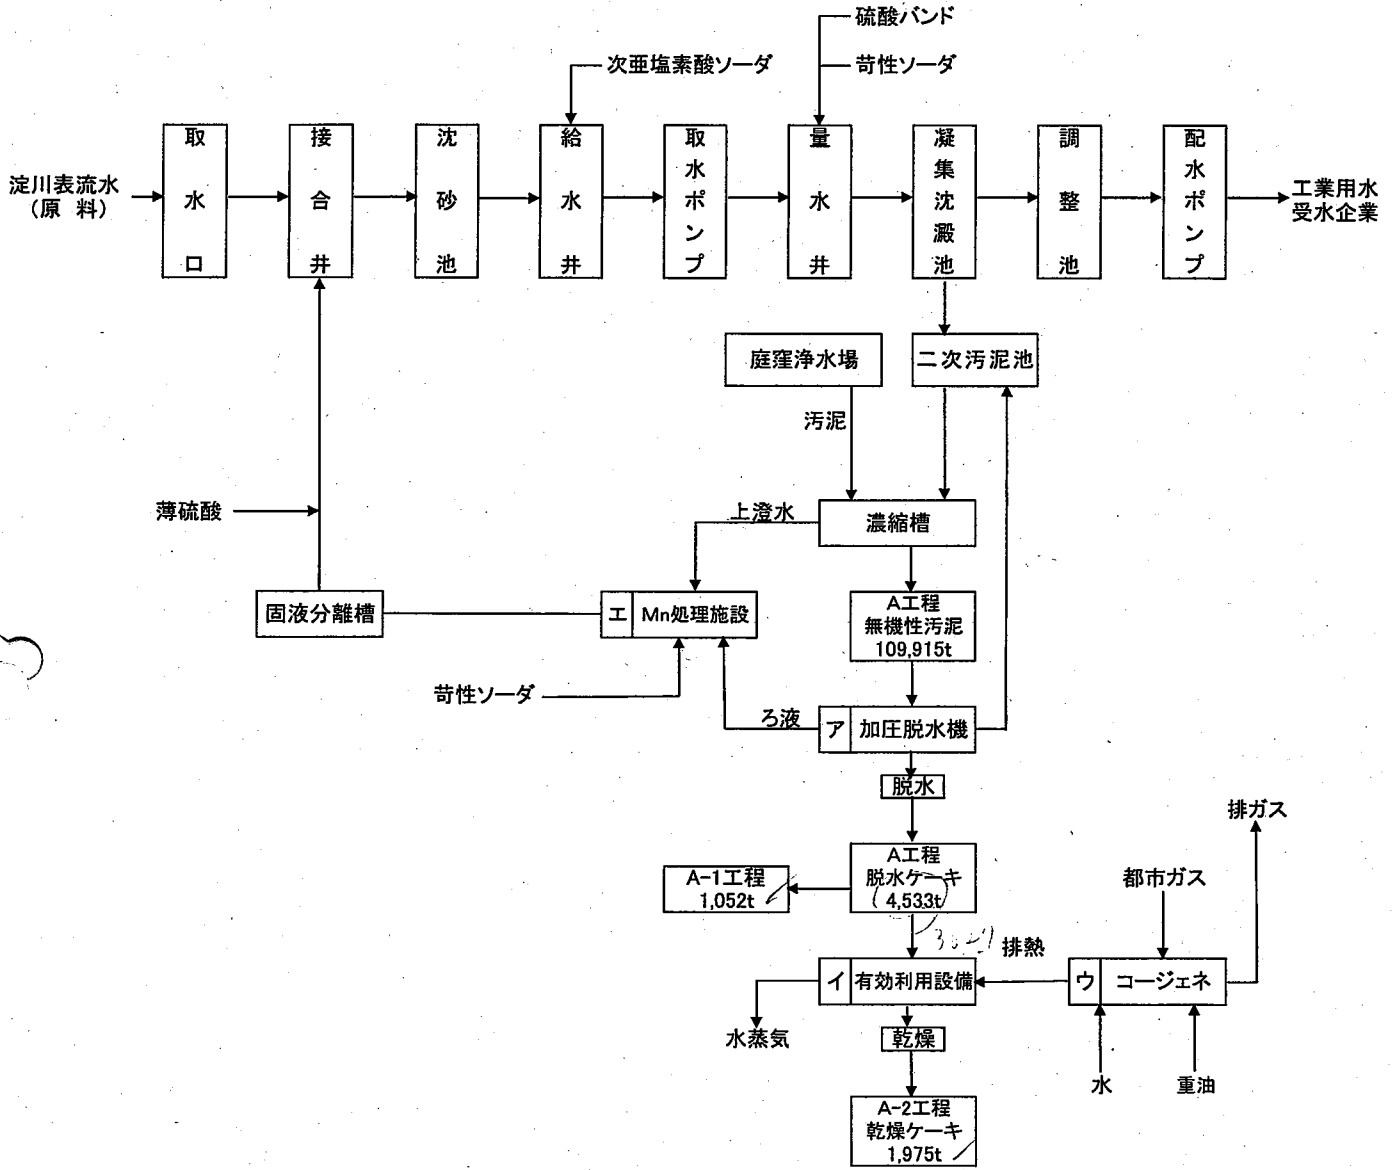 硫酸バンド
次亜塩素酸ソーダ
苛性ソーダ
淀川表流水
(原 料)
取水口
接合井
沈砂池
給水井
取水ポンプ
量水井
凝集沈澱池
調整池
配水ポンプ
工業用水
受水企業
庭窪浄水場
二次汚泥池
汚泥
薄硫酸
上澄水
濃縮槽
固液分離槽
エ Mn処理施設
A工程
無機性汚泥
109,915t
苛性ソーダ
ろ液
ア 加圧脱水機
脱水
排ガス
A-1工程
1,052t
A工程
脱水ケーキ
4,533t
都市ガス
排熱
イ 有効利用設備
ウ コージェネ
水蒸気
乾燥
水
重油
A-2工程
乾燥ケーキ
1,975t